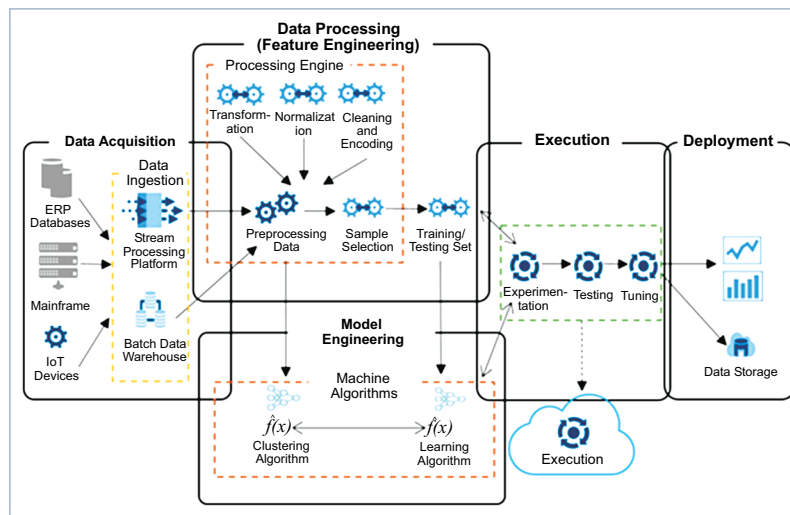 Data Processing
(Feature Engineering)
Processing Engine
Transform-
ation
Normalizat
ion
Cleaning
and
Encoding
Data Acquisition
Data
Ingestion
ERP
Databases
Stream
Processing
Platform
Mainframe
IoT
Devices
Batch Data
Warehouse
Preprocessing
Data
Sample
Selection
Training/
Testing Set
Execution
Experimen-
tation
Testing
Tuning
Deployment
Data Storage
Model
Engineering
Machine
Algorithms
f̂(x)
Clustering
Algorithm
f̂(x)
Learning
Algorithm
Execution